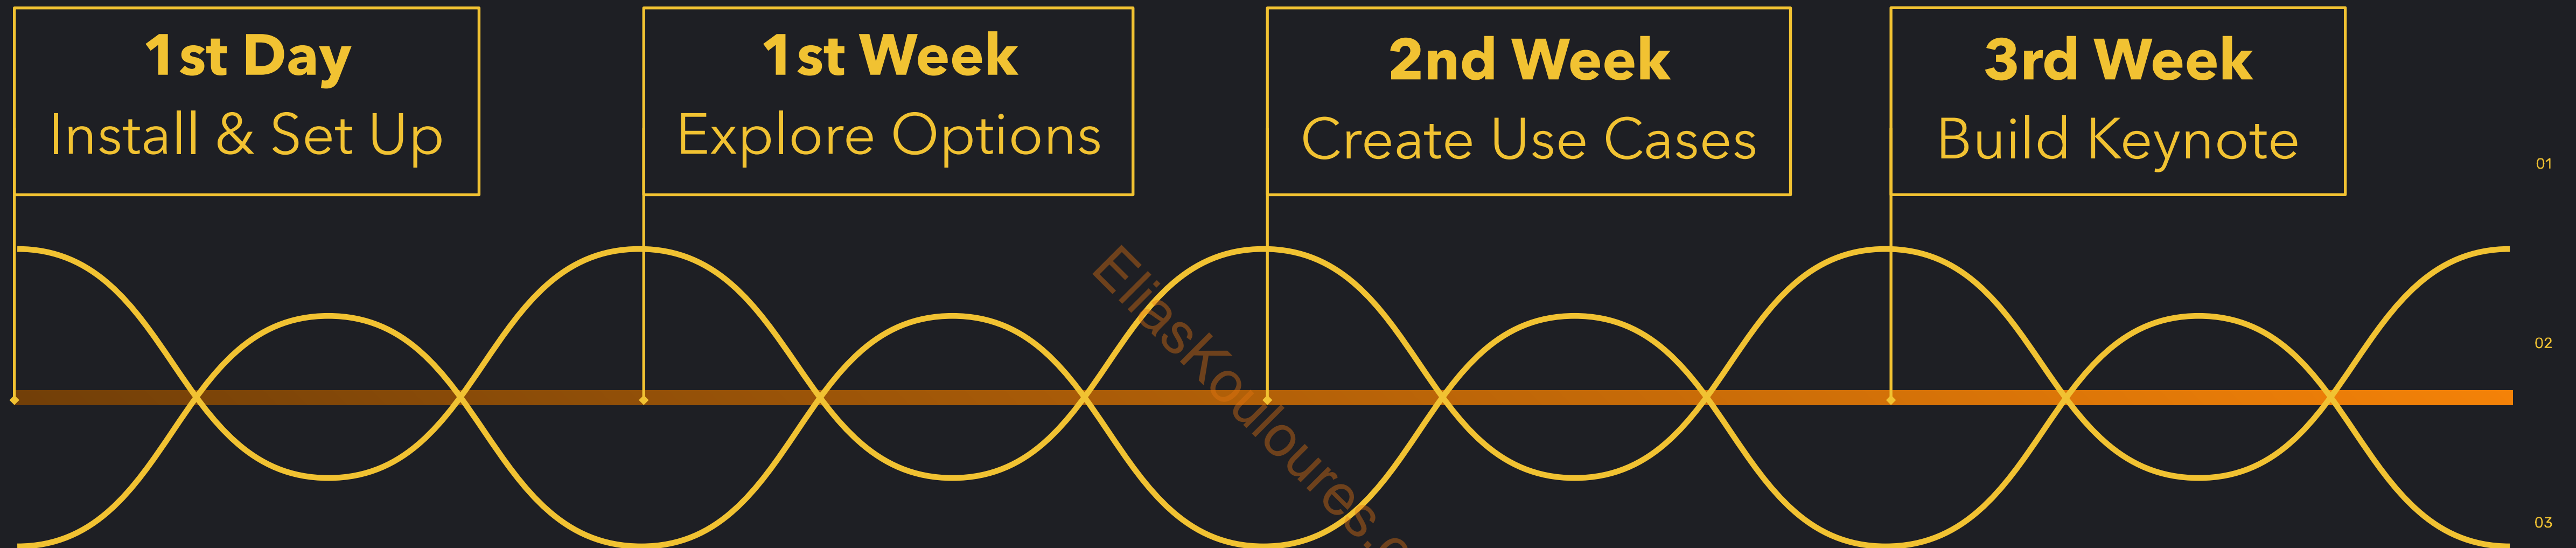 1st Day
Install & Set Up
1st Week
Explore Options
2nd Week
Create Use Cases
3rd Week
Build Keynote
01
02
03